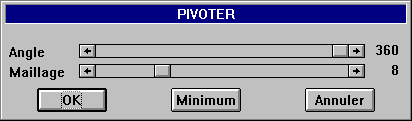 PIVOTER
Angle 360
Maillage 8
OK Minimum Annuler